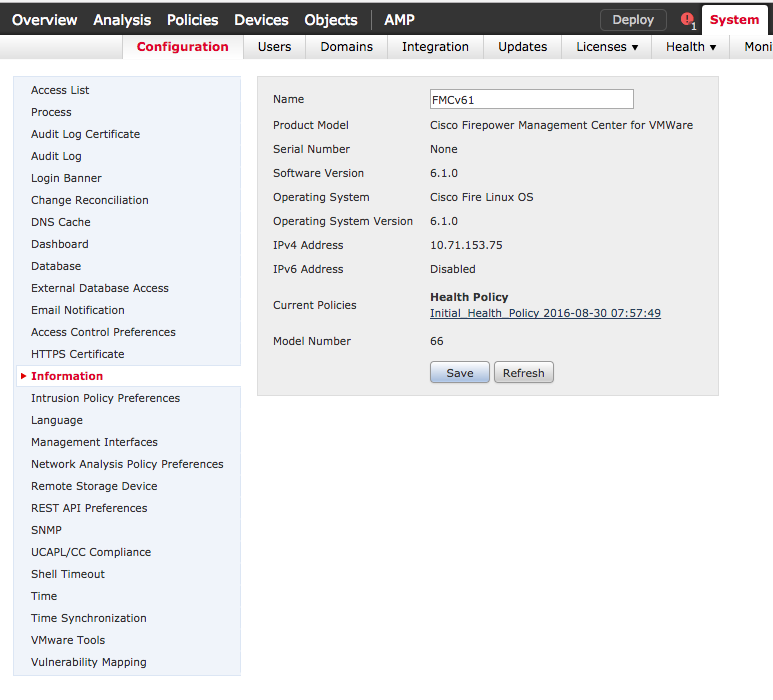 Overview Analysis Policies Devices Objects AMP Deploy 1 System
Configuration Users Domains Integration Updates Licenses ▼ Health ▼ Moni
Access List
Process
Audit Log Certificate
Audit Log
Login Banner
Change Reconciliation
DNS Cache
Dashboard
Database
External Database Access
Email Notification
Access Control Preferences
HTTPS Certificate
Information
Intrusion Policy Preferences
Language
Management Interfaces
Network Analysis Policy Preferences
Remote Storage Device
REST API Preferences
SNMP
UCAPL/CC Compliance
Shell Timeout
Time
Time Synchronization
VMware Tools
Vulnerability Mapping
Name FMCv61
Product Model Cisco Firepower Management Center for VMWare
Serial Number None
Software Version 6.1.0
Operating System Cisco Fire Linux OS
Operating System Version 6.1.0
IPv4 Address 10.71.153.75
IPv6 Address Disabled
Current Policies Health Policy
Initial_Health_Policy 2016-08-30 07:57:49
Model Number 66
Save Refresh